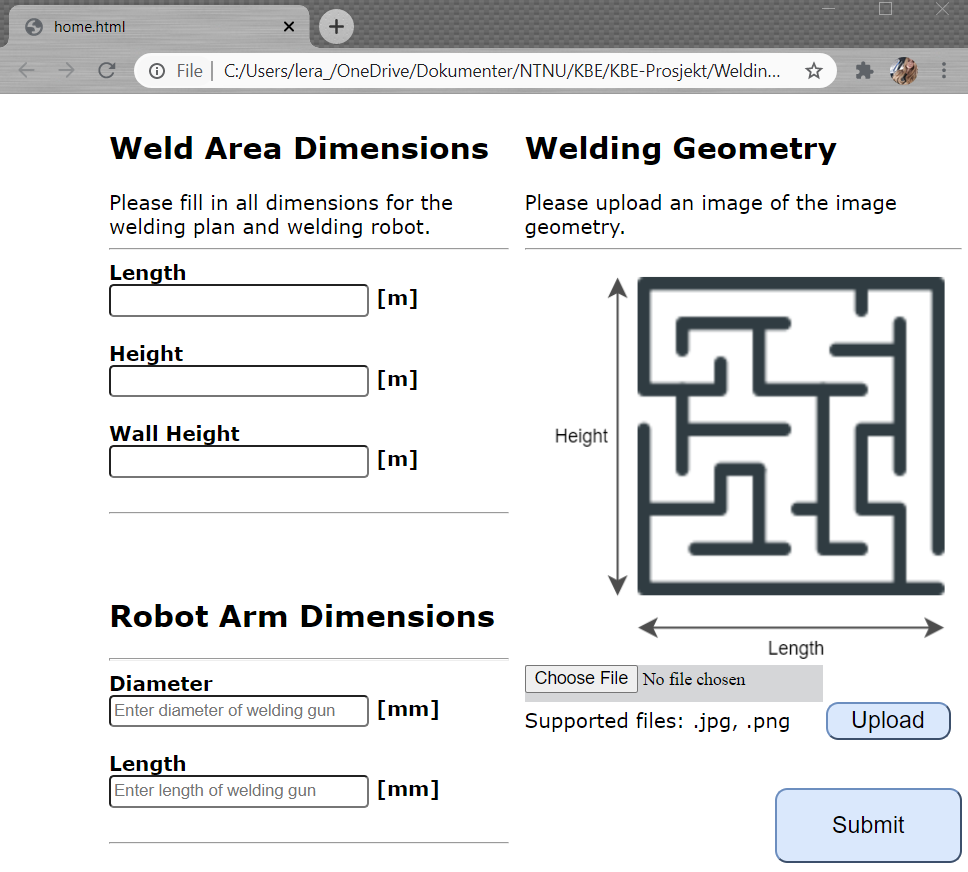 home.html
File
C:/Users/lera_/OneDrive/Dokumenter/NTNU/KBE/KBE-Prosjekt/Weldin...
Weld Area Dimensions
Please fill in all dimensions for the
welding plan and welding robot.
Length
[m]
Height
[m]
Wall Height
[m]
Robot Arm Dimensions
Diameter
Enter diameter of welding gun [mm]
Length
Enter length of welding gun [mm]
Welding Geometry
Please upload an image of the image
geometry.
Height
Length
Choose File No file chosen
Supported files: .jpg, .png
Upload
Submit